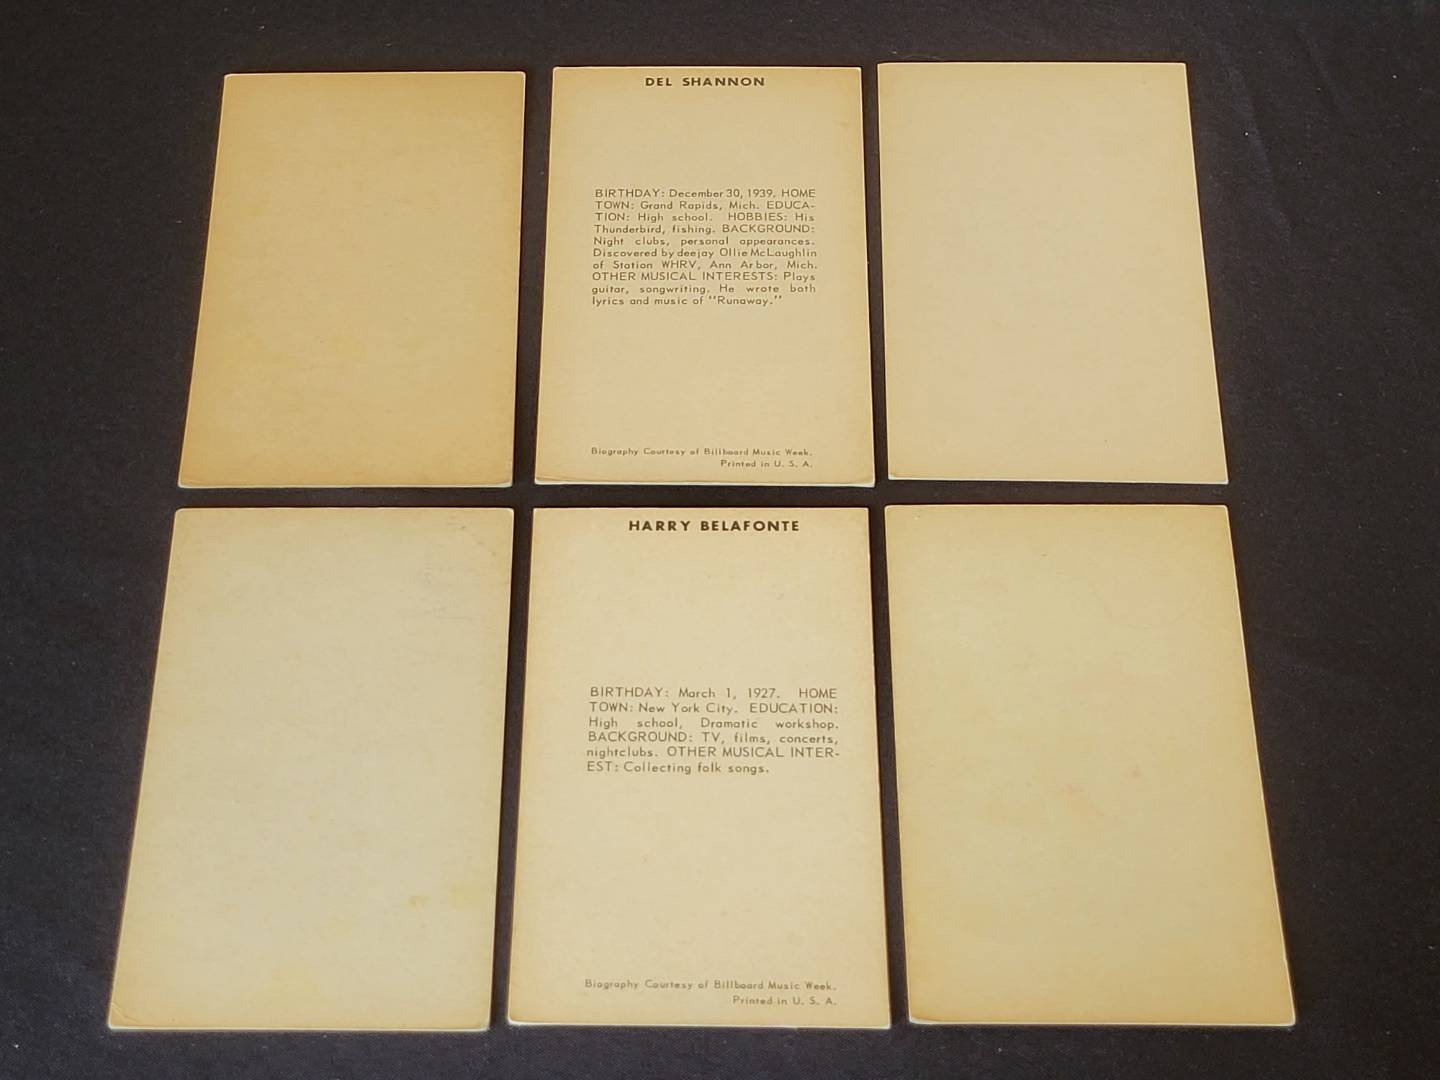 DEL SHANNON
BIRTHDAY: December 30, 1939. HOME
TOWN: Grand Rapids, Mich. EDUCA-
TION: High school. HOBBIES: His
Thunderbird, fishing. BACKGROUND:
Night clubs, personal appearances.
Discovered by deejay Ollie McLaughlin
of Station WHRV, Ann Arbor, Mich.
OTHER MUSICAL INTERESTS: Plays
guitar, songwriting. He wrote both
lyrics and music of "Runaway."
Biography Courtesy of Billboard Music Week.
Printed in U. S. A.
HARRY BELAFONTE
BIRTHDAY: March 1, 1927. HOME
TOWN: New York City. EDUCATION:
High school, Dramatic workshop.
BACKGROUND: TV, films, concerts,
nightclubs. OTHER MUSICAL INTER-
EST: Collecting folk songs.
Biography Courtesy of Billboard Music Week.
Printed in U. S. A.